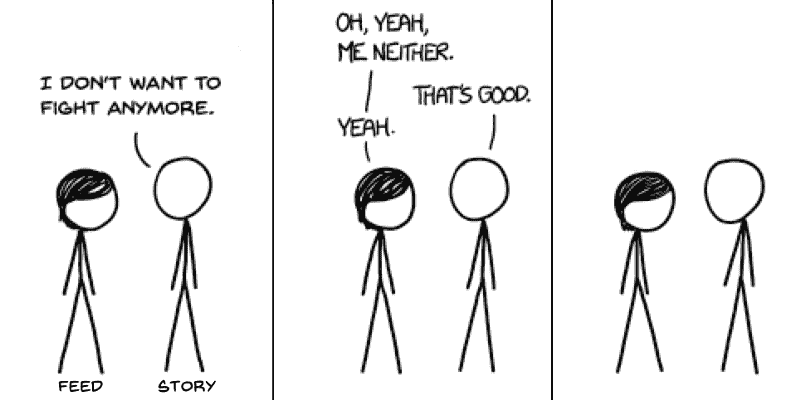 I DON'T WANT TO
FIGHT ANYMORE.
FEED
STORY
OH, YEAH,
ME NEITHER.
YEAH.
THAT'S GOOD.